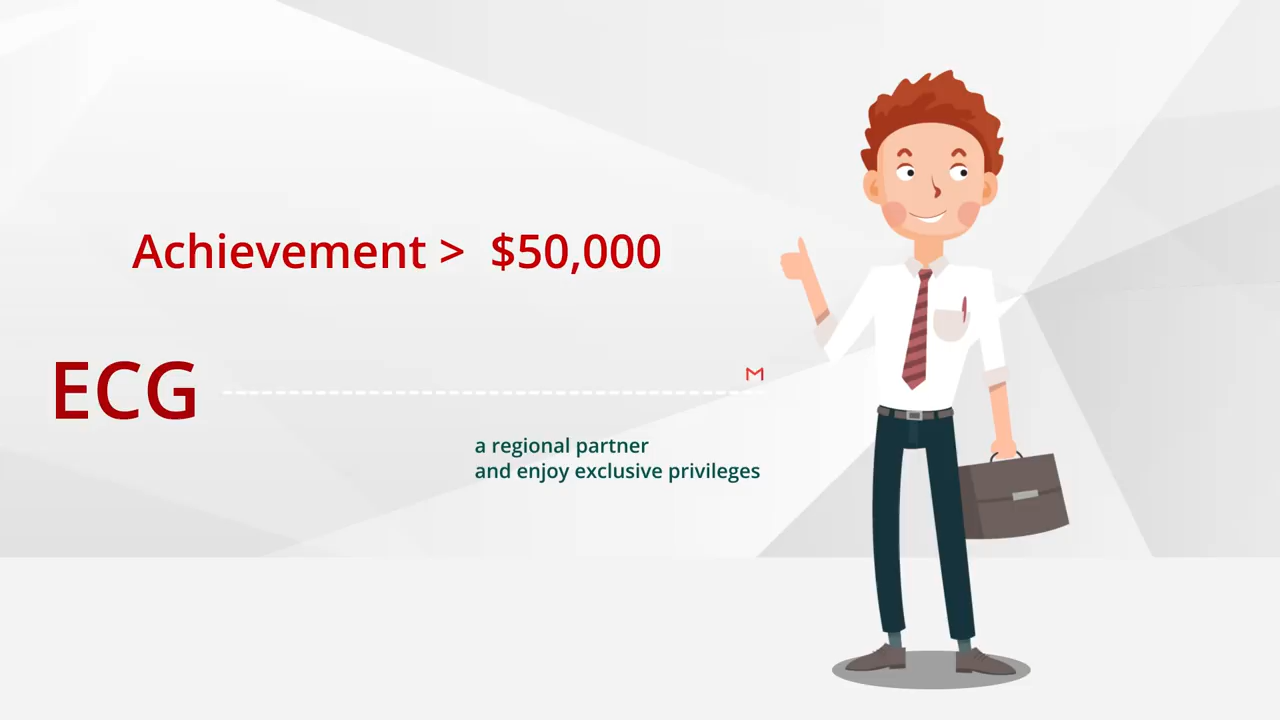 Achievement > $50,000
ECG
a regional partner
and enjoy exclusive privileges